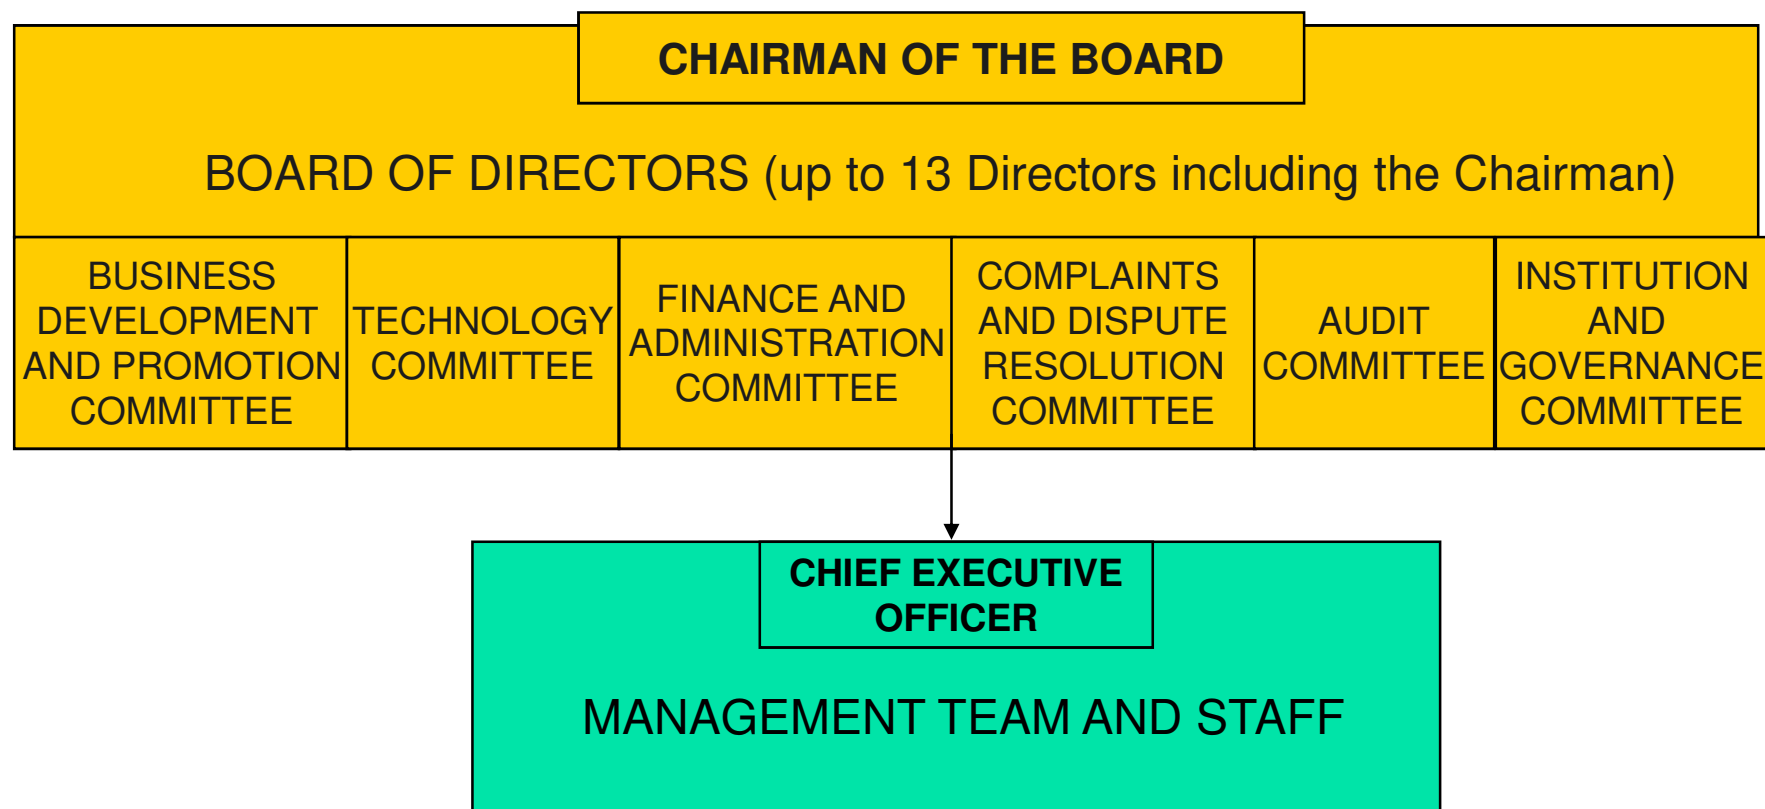 CHAIRMAN OF THE BOARD
BOARD OF DIRECTORS (up to 13 Directors including the Chairman)
BUSINESS
DEVELOPMENT
AND PROMOTION
COMMITTEE
TECHNOLOGY
COMMITTEE
FINANCE AND
ADMINISTRATION
COMMITTEE
COMPLAINTS
AND DISPUTE
RESOLUTION
COMMITTEE
AUDIT
COMMITTEE
INSTITUTION
AND
GOVERNANCE
COMMITTEE
CHIEF EXECUTIVE
OFFICER
MANAGEMENT TEAM AND STAFF